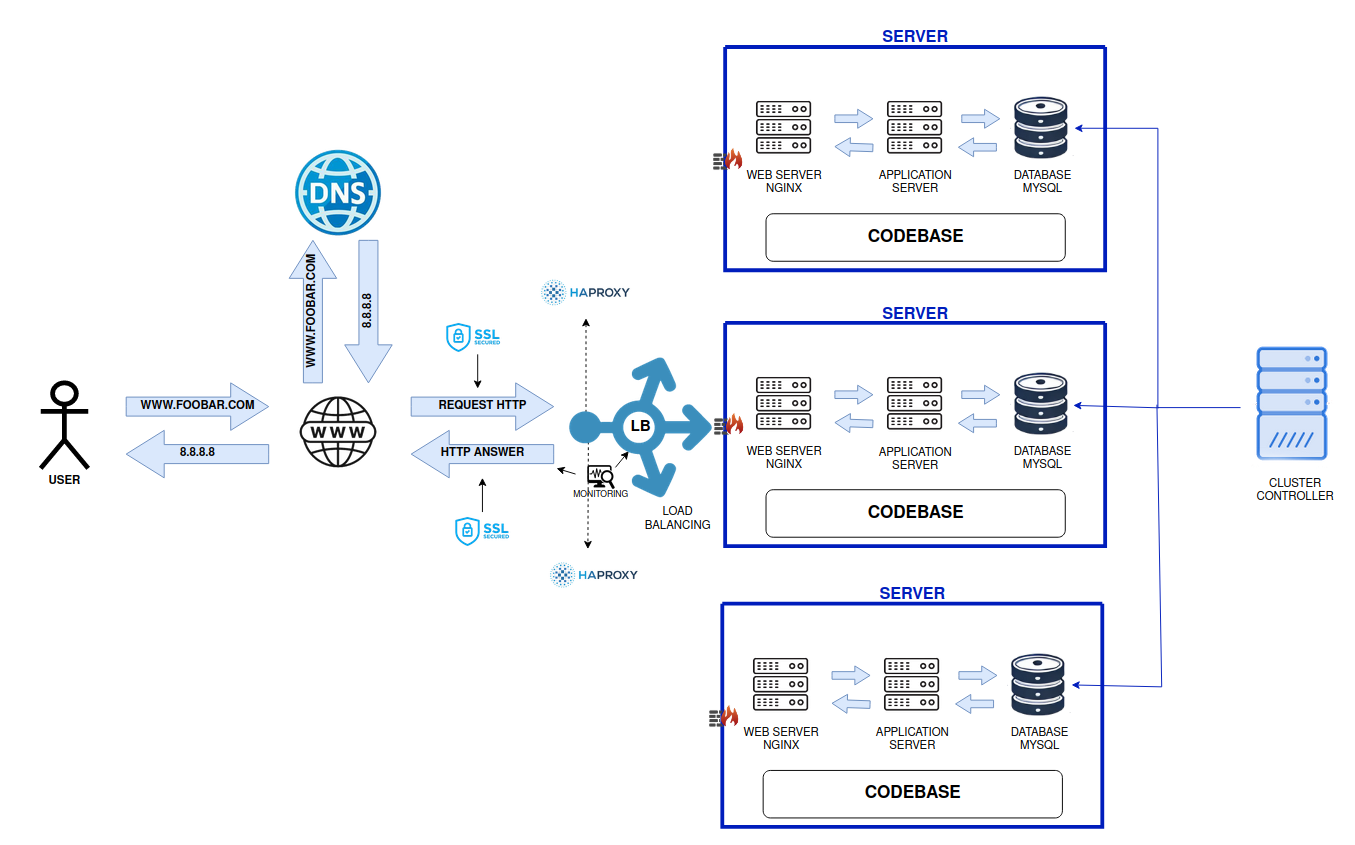 SERVER
WEB SERVER
NGINX
APPLICATION
SERVER
DATABASE
MYSQL
CODEBASE
DNS
WWW.FOOBAR.COM
8.8.8.8
HAPROXY
SSL
SECURED
WWW.FOOBAR.COM
8.8.8.8
USER
WWW
REQUEST HTTP
HTTP ANSWER
LB
MONITORING
LOAD
BALANCING
SSL
SECURED
HAPROXY
SERVER
WEB SERVER
NGINX
APPLICATION
SERVER
DATABASE
MYSQL
CODEBASE
CLUSTER
CONTROLLER
SERVER
WEB SERVER
NGINX
APPLICATION
SERVER
DATABASE
MYSQL
CODEBASE